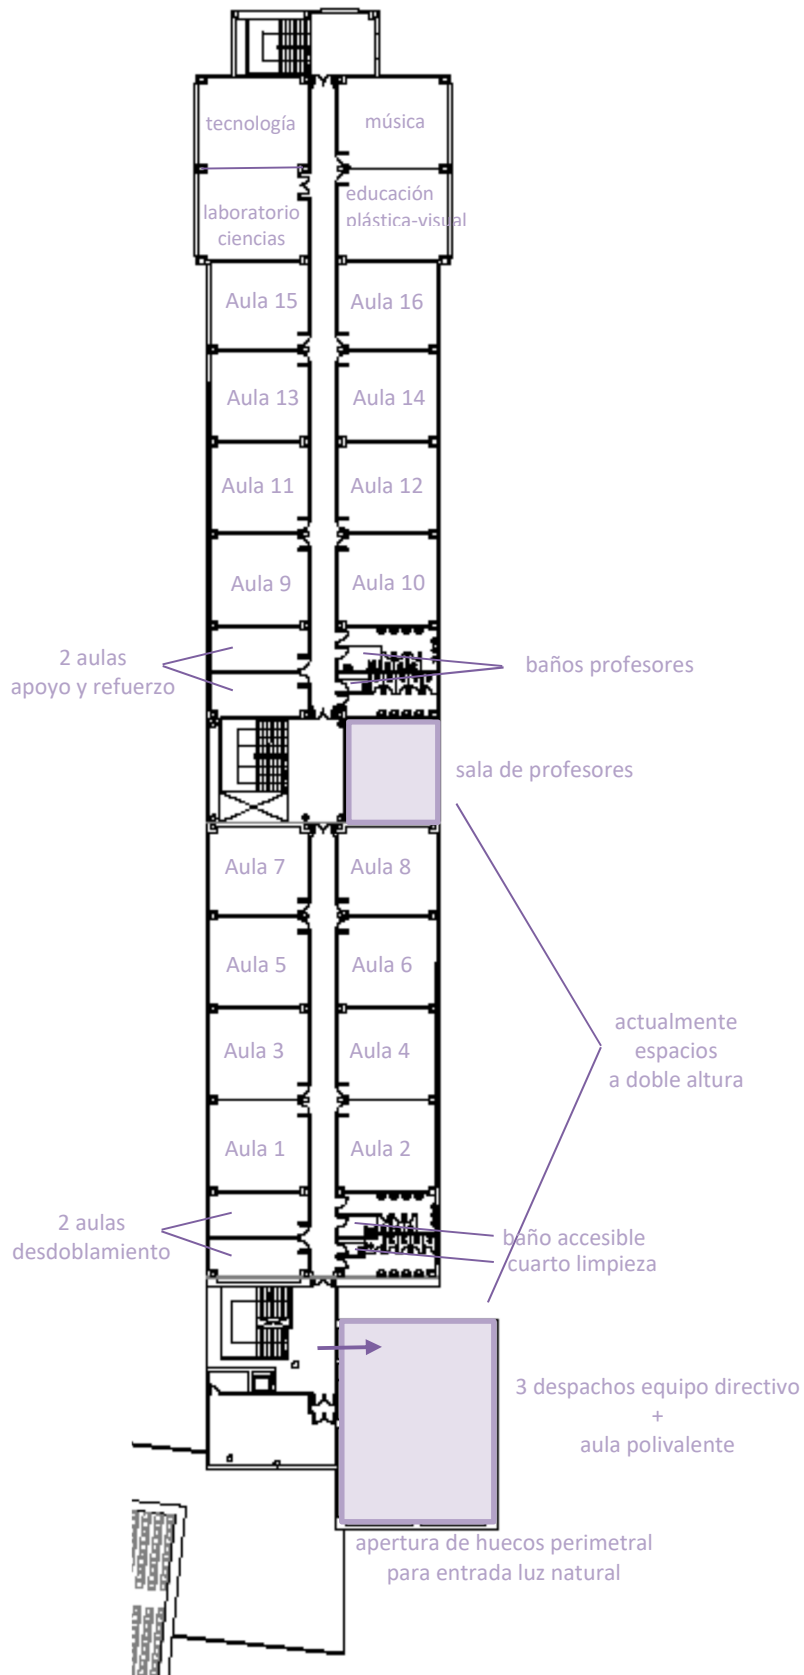 tecnología
música
laboratorio
ciencias
educación
plástica-visual
Aula 15
Aula 16
Aula 13
Aula 14
Aula 11
Aula 12
Aula 9
Aula 10
2 aulas
apoyo y refuerzo
baños profesores
sala de profesores
Aula 7
Aula 8
Aula 5
Aula 6
actualmente
espacios
a doble altura
Aula 3
Aula 4
Aula 1
Aula 2
2 aulas
desdoblamiento
baño accesible
cuarto limpieza
3 despachos equipo directivo
+
aula polivalente
apertura de huecos perimetral
para entrada luz natural